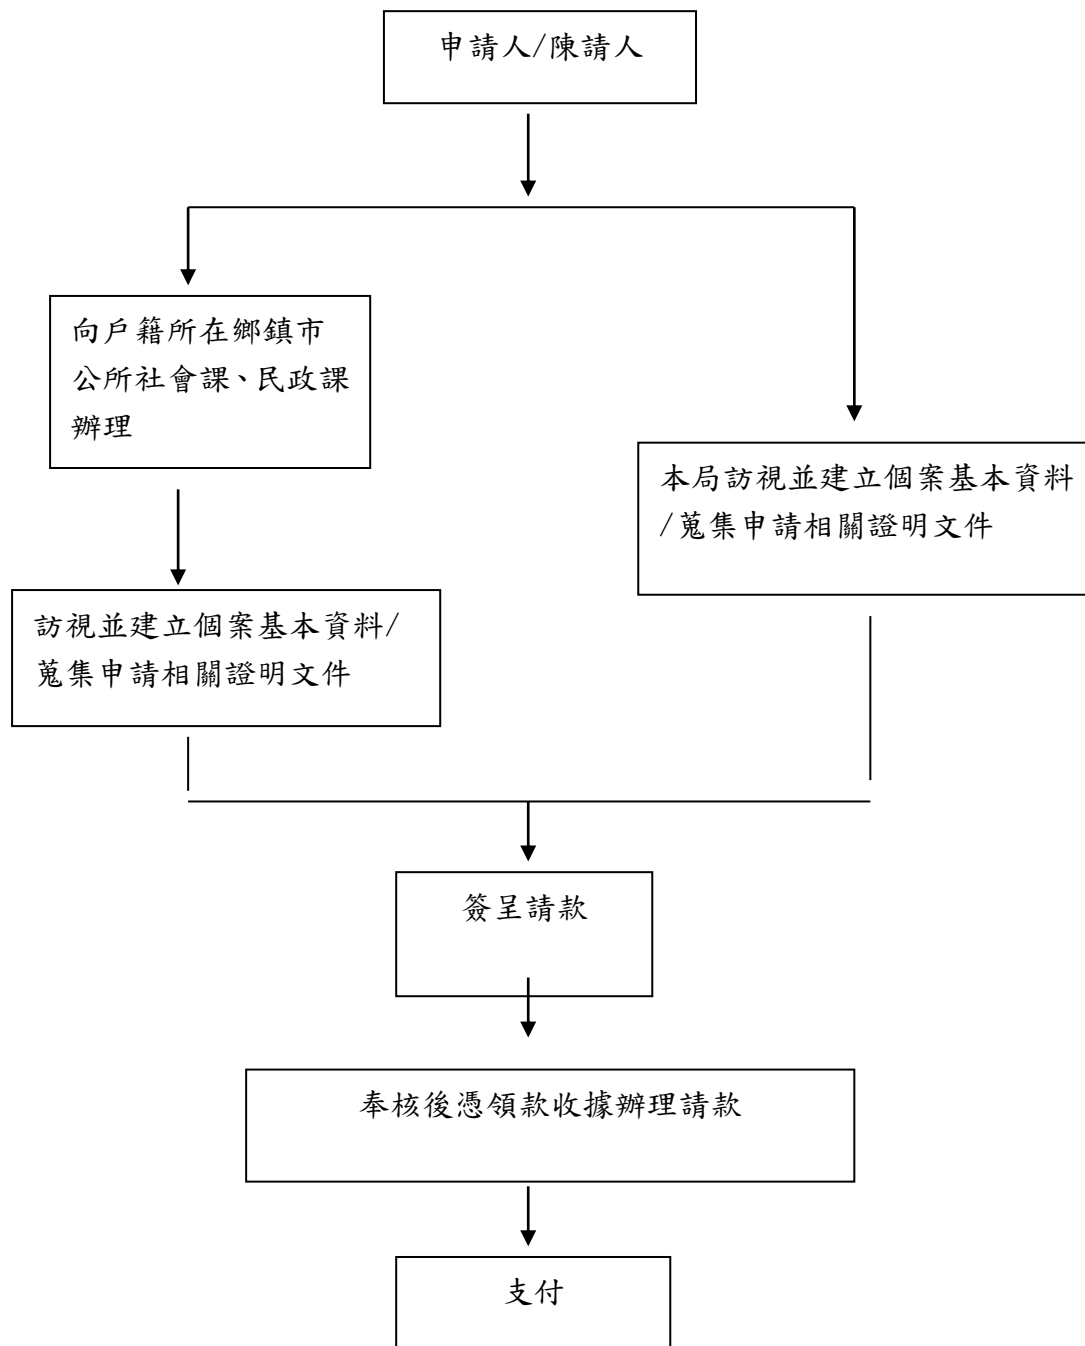 申請人/陳請人
向戶籍所在鄉鎮市
公所社會課、民政課
辦理
本局訪視並建立個案基本資料
/蒐集申請相關證明文件
訪視並建立個案基本資料/
蒐集申請相關證明文件
簽呈請款
奉核後憑領款收據辦理請款
支付